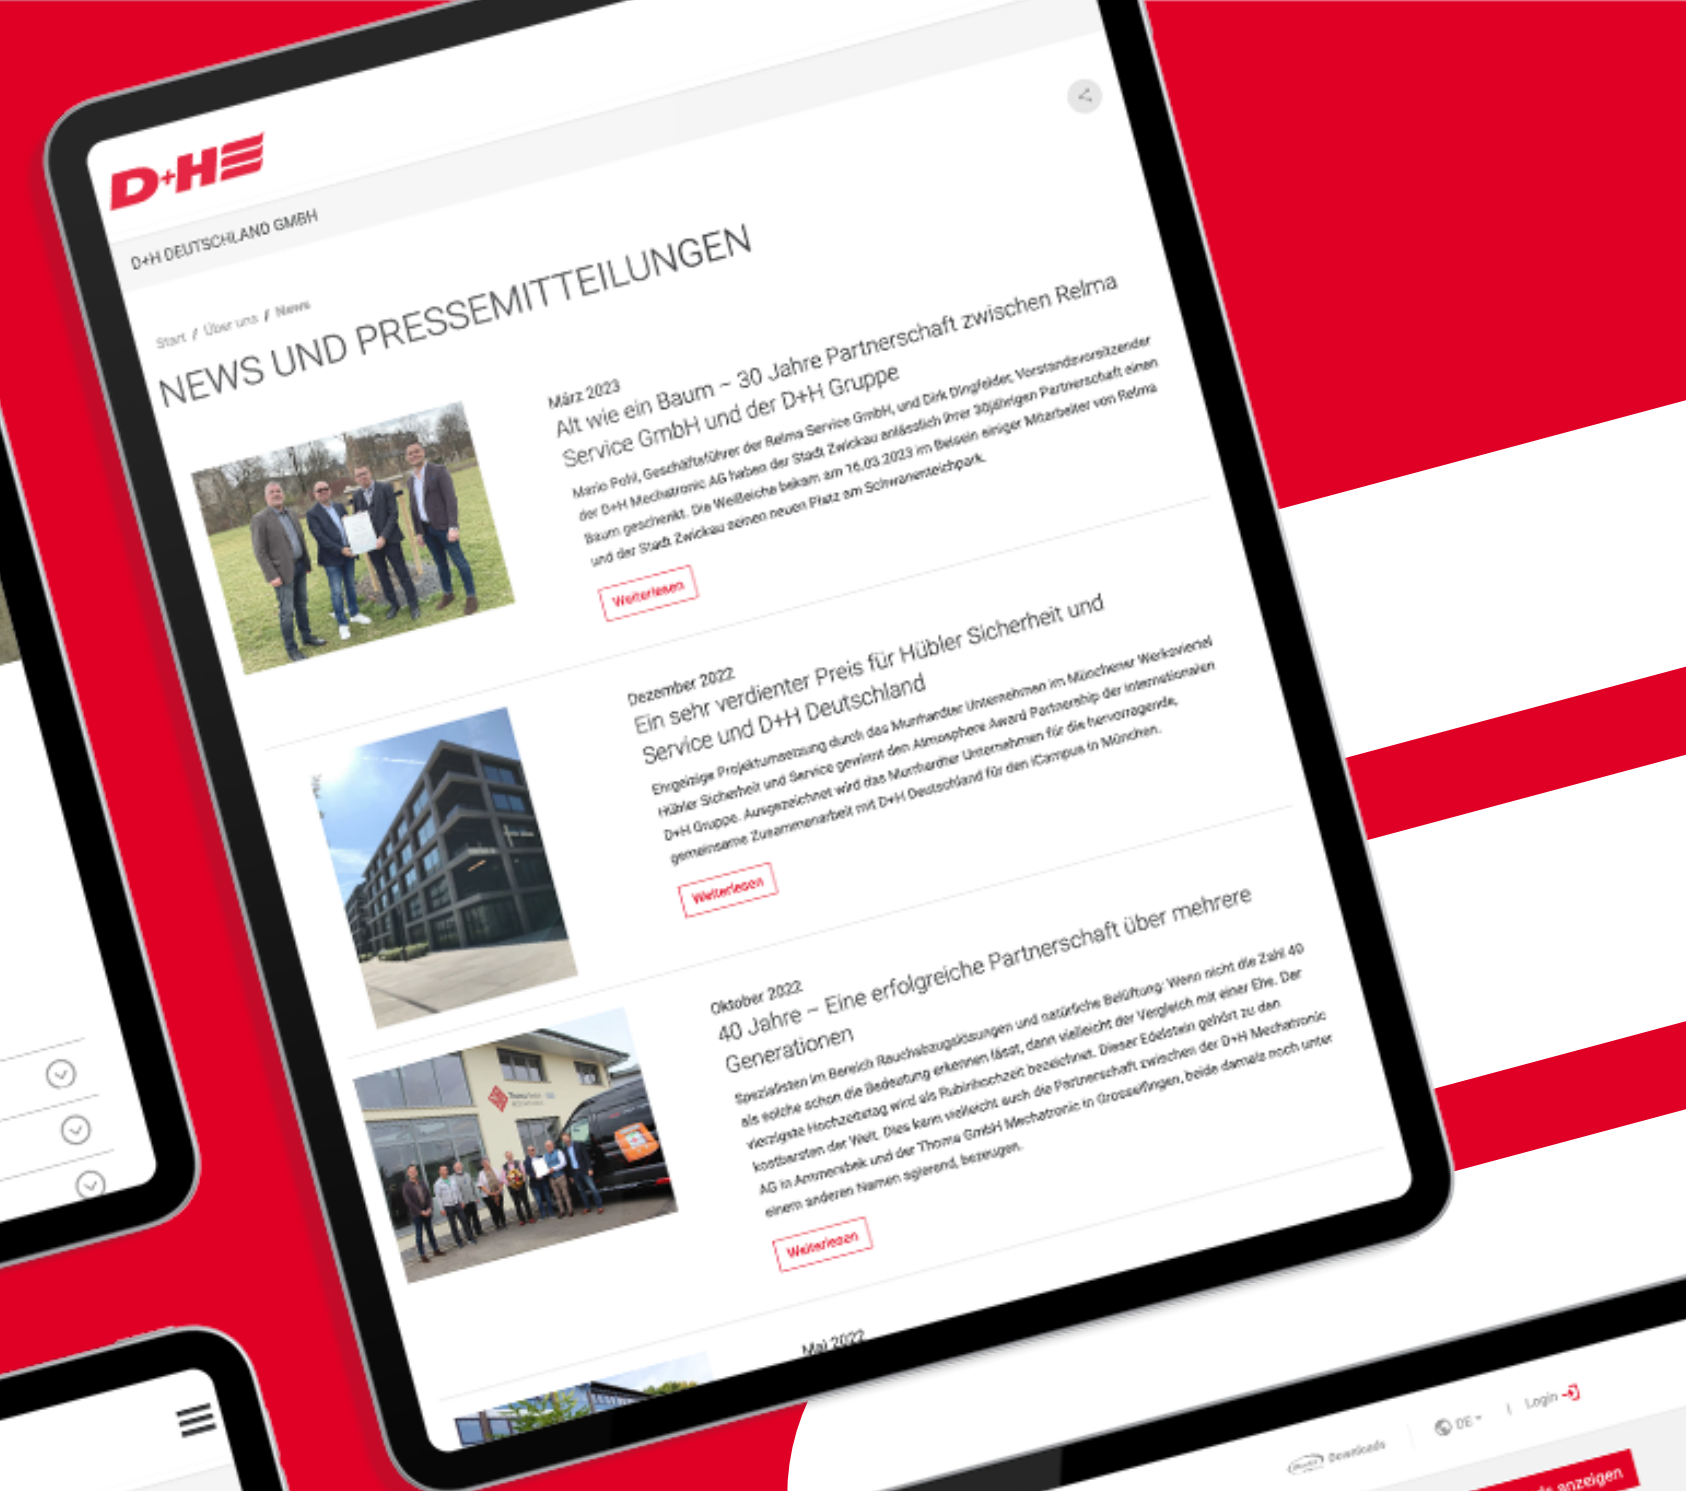 D+H
D+H DEUTSCHLAND GMBH
Start / Über uns / News
NEWS UND PRESSEMITTEILUNGEN
März 2023
Alt wie ein Baum – 30 Jahre Partnerschaft zwischen Relma
Service GmbH und der D+H Gruppe
Mario Pohl, Geschäftsführer der Relma Service GmbH, und Dirk Dingfelder, Vorstandsvorsitzender
der D+H Mechatronic AG haben der Stadt Zwickau anlässlich ihrer 30jährigen Partnerschaft einen
Baum geschenkt. Die Weißeiche bekam am 16.03.2023 im Beisein einiger Mitarbeiter von Relma
und der Stadt Zwickau seinen neuen Platz am Schwanenteichpark.
Weiterlesen
Dezember 2022
Ein sehr verdienter Preis für Hübler Sicherheit und
Service und D+H Deutschland
Ehrgeizige Projektumsetzung durch das Murrhardter Unternehmen im Münchener Werksviertel
Hübler Sicherheit und Service gewinnt den Atmosphere Award Partnership der internationalen
D+H Gruppe. Ausgezeichnet wird das Murrhardter Unternehmen für die hervorragende,
gemeinsame Zusammenarbeit mit D+H Deutschland für den iCampus in München.
Weiterlesen
Oktober 2022
40 Jahre – Eine erfolgreiche Partnerschaft über mehrere
Generationen
Spezialisten im Bereich Rauchabzugslösungen und natürliche Belüftung: Wenn nicht die Zahl 40
als solche schon die Bedeutung erkennen lässt, dann vielleicht der Vergleich mit einer Ehe. Der
vierzigste Hochzeitstag wird als Rubinhochzeit bezeichnet. Dieser Edelstein gehört zu den
kostbarsten der Welt. Dies kann vielleicht auch die Partnerschaft zwischen der D+H Mechatronic
AG in Ammersbek und der Thoma GmbH Mechatronic in Grosselfingen, beide damals noch unter
einem anderen Namen agierend, bezeugen.
Weiterlesen
Mai 2022
Downloads
DE
Login
anzeigen